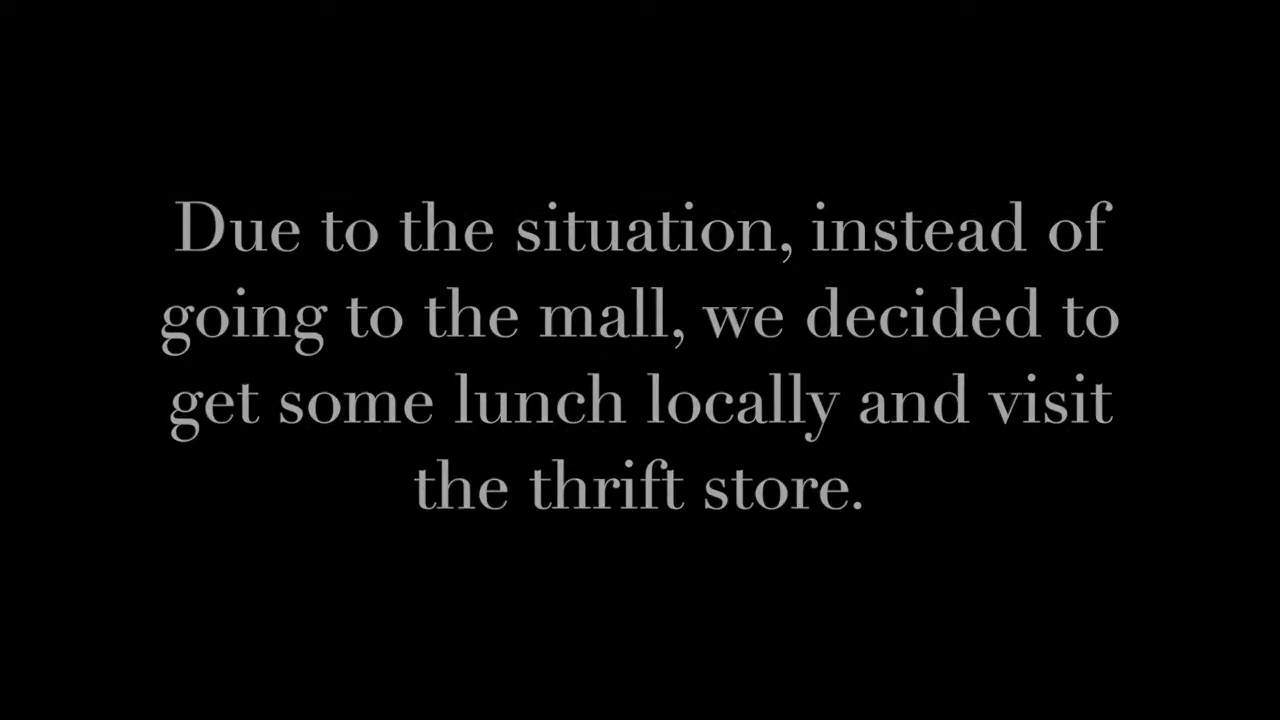 Due to the situation, instead of
going to the mall, we decided to
get some lunch locally and visit
the thrift store.